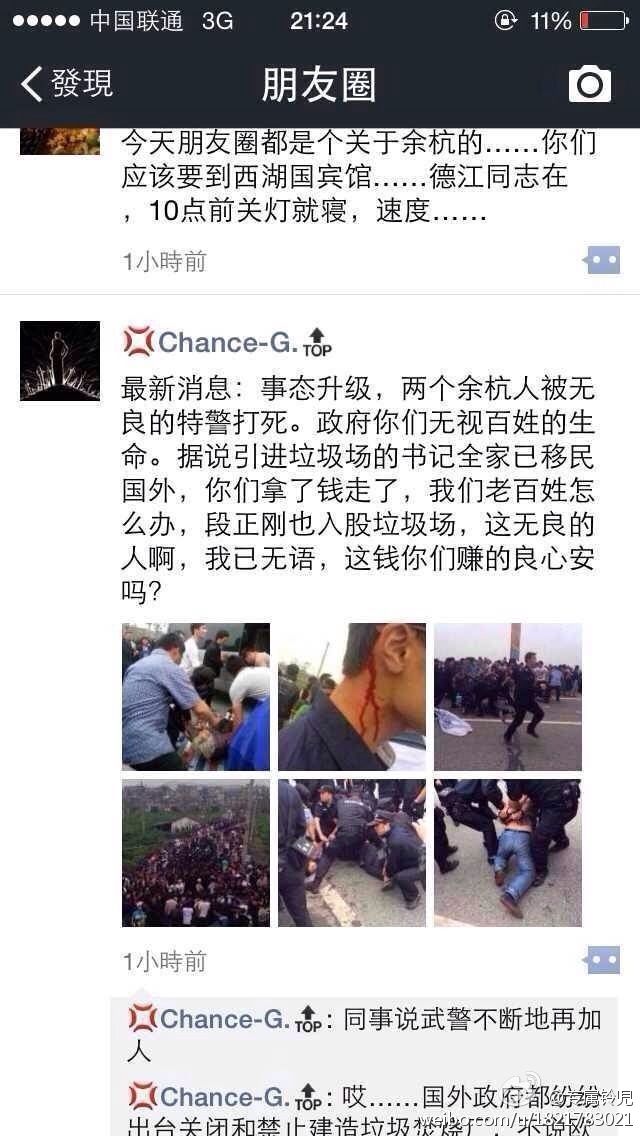 中国联通 3G 21:24 11%
發現 朋友圈
今天朋友圈都是个关于余杭的……你们
应该要到西湖国宾馆……德江同志在
，10点前关灯就寝，速度……
1小時前
Chance-G. TOP
最新消息：事态升级，两个余杭人被无
良的特警打死。政府你们无视百姓的生
命。据说引进垃圾场的书记全家已移民
国外，你们拿了钱走了，我们老百姓怎
么办，段正刚也入股垃圾场，这无良的
人啊，我已无语，这钱你们赚的良心安
吗？
1小時前
Chance-G. TOP：同事说武警不断地再加
人
Chance-G. TOP：哎……国外政府都纷纷
出台关闭和禁止建造垃圾焚烧厂，不说欧
weibo.com/u/1821783021